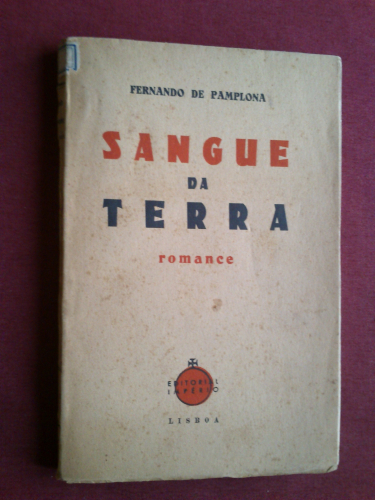 FERNANDO DE PAMPLONA
SANGUE
DA
TERRA
romance
EDITORIAL
IMPÉRIO
LISBOA